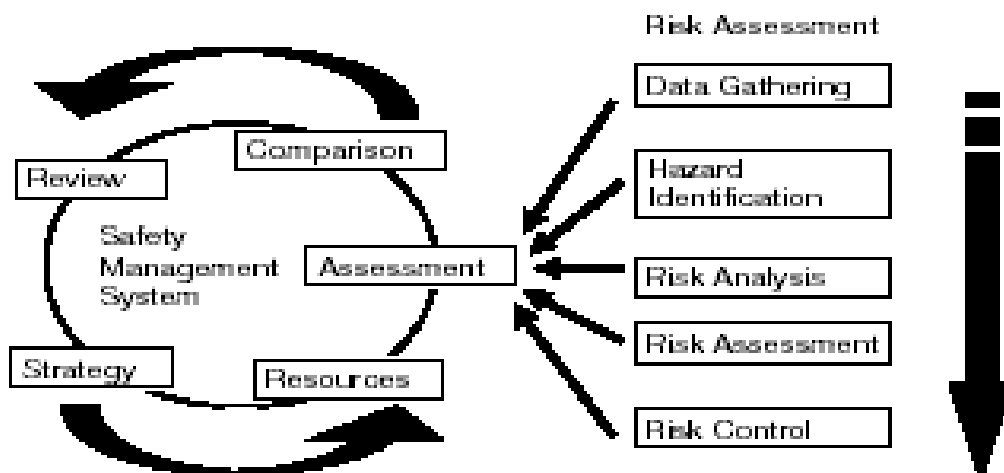 Risk Assessment
Data Gathering
Comparison
Review
Hazard
Identification
Safety
Management
System
Assessment
Risk Analysis
Risk Assessment
Strategy
Resources
Risk Control